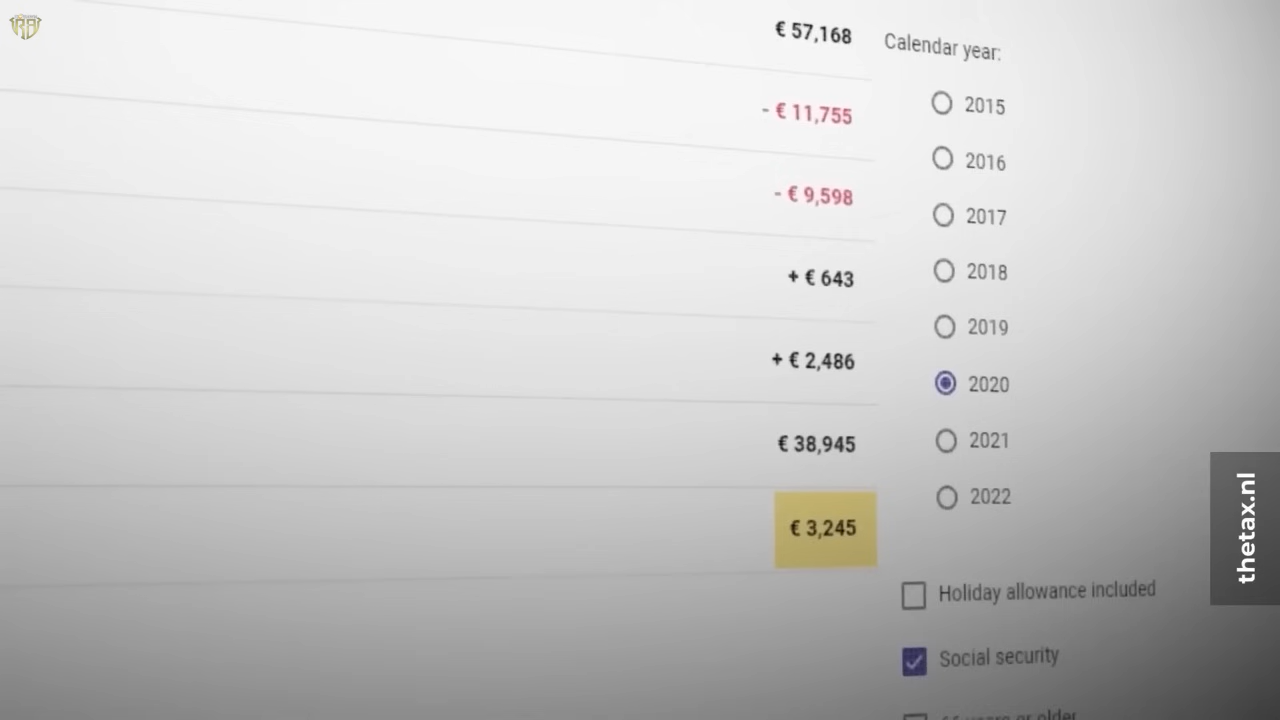 € 57,168
Calendar year:
- € 11,755
2015
2016
- € 9,598
2017
+ € 643
2018
2019
+ € 2,486
2020
€ 38,945
2021
2022
€ 3,245
thetax.nl
Holiday allowance included
Social security